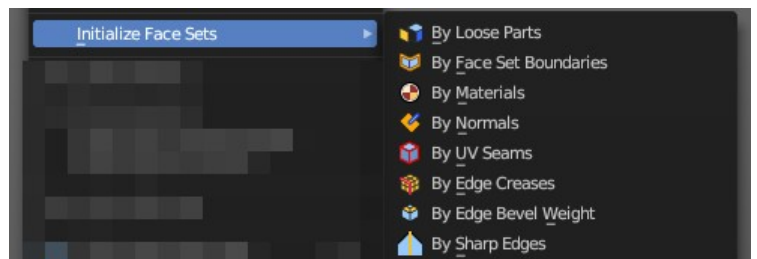 Initialize Face Sets
By Loose Parts
By Face Set Boundaries
By Materials
By Normals
By UV Seams
By Edge Creases
By Edge Bevel Weight
By Sharp Edges